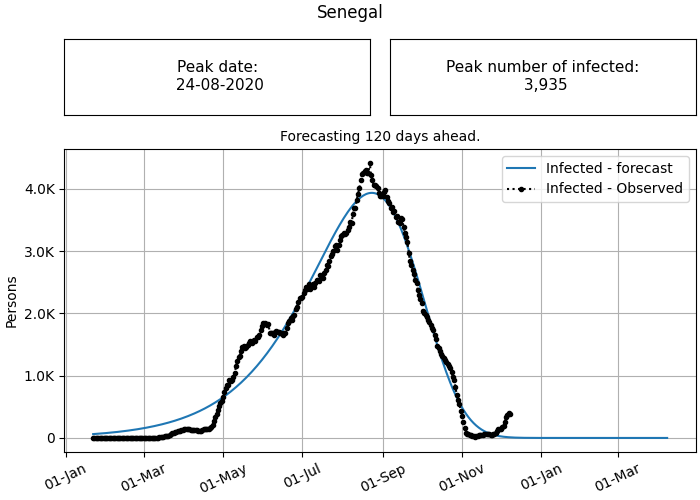 Senegal
Peak date:
24-08-2020
Peak number of infected:
3,935
Forecasting 120 days ahead.
Infected - forecast
Infected - Observed
Persons
4.0K
3.0K
2.0K
1.0K
0
01-Jan
01-Mar
01-May
01-Jul
01-Sep
01-Nov
01-Jan
01-Mar